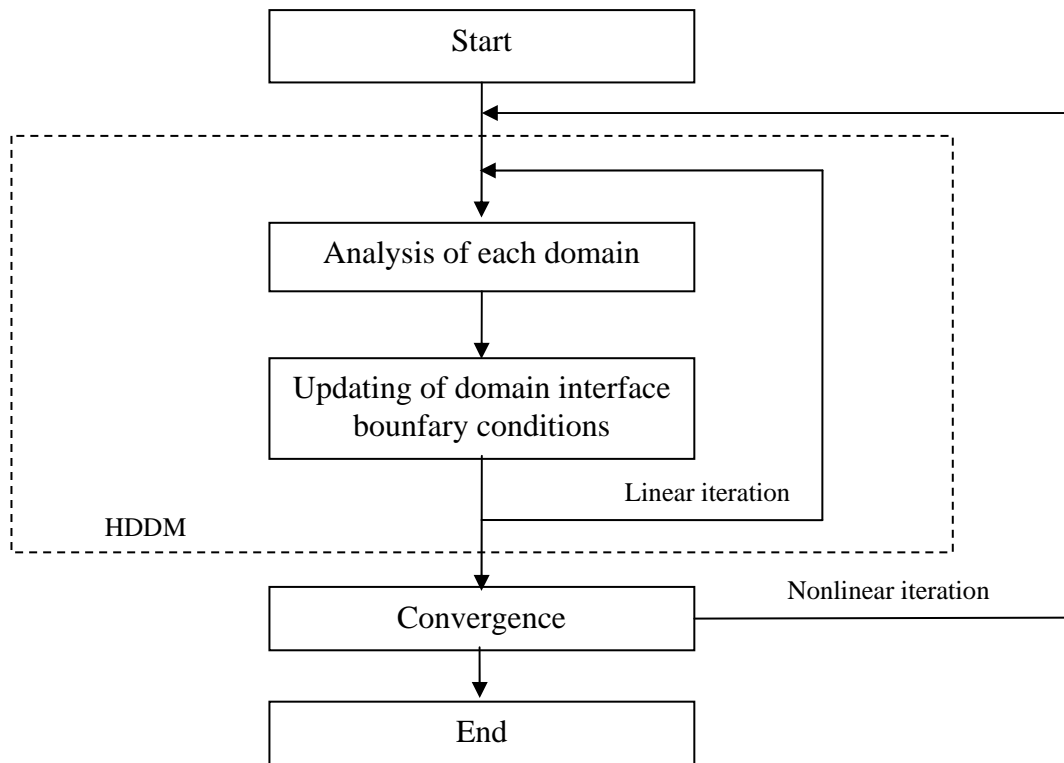 Start
Analysis of each domain
Updating of domain interface
bounfary conditions
Linear iteration
HDDM
Nonlinear iteration
Convergence
End